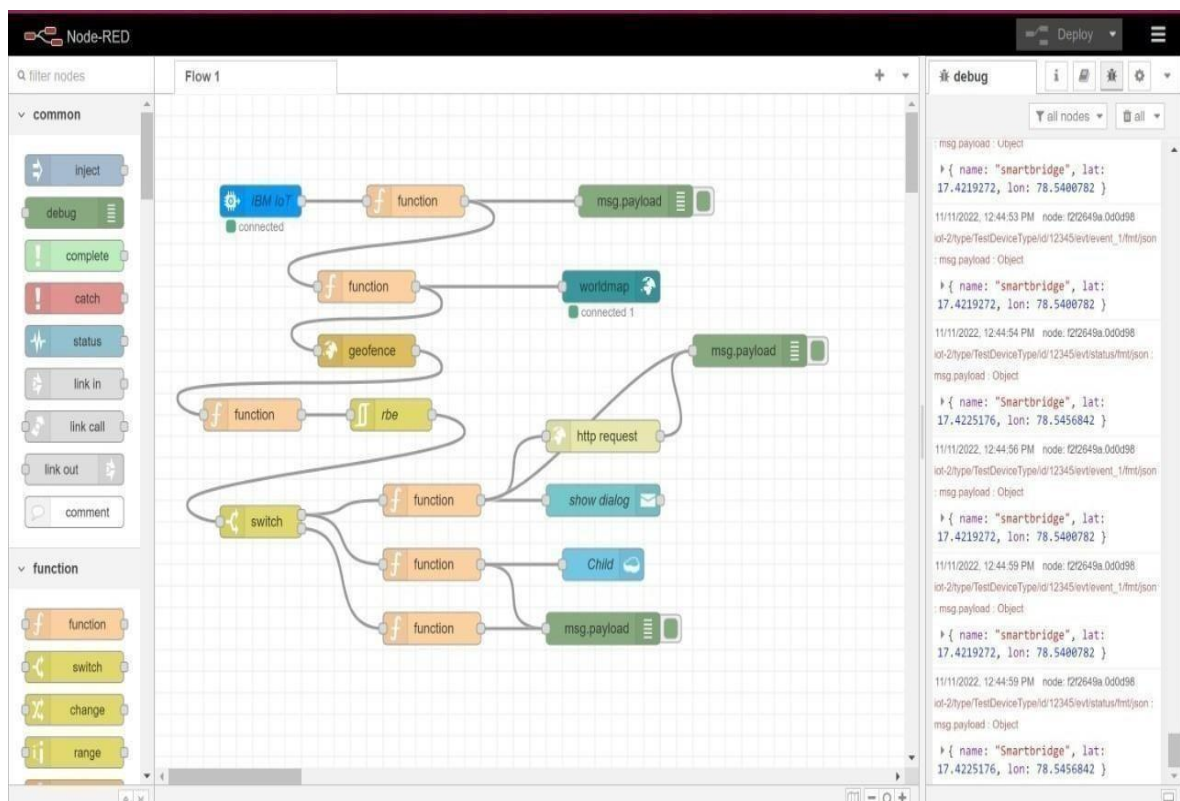 Node-RED
Deploy
filter nodes
Flow 1
debug
i
all nodes
all
common
inject
debug
complete
catch
status
link in
link call
link out
comment
function
function
switch
change
range
IBM IoT
connected
function
msg.payload
function
worldmap
connected 1
geofence
msg.payload
function
rbe
http request
switch
function
show dialog
function
Child
function
msg.payload
: msg.payload : Object
{ name: "smartbridge", lat:
17.4219272, lon: 78.5400782 }
11/11/2022, 12:44:53 PM node: f2f2649a.0d0d98
iot-2/type/TestDeviceType/id/12345/evt/event_1/fmt/json
: msg.payload : Object
{ name: "smartbridge", lat:
17.4219272, lon: 78.5400782 }
11/11/2022, 12:44:54 PM node: f2f2649a.0d0d98
iot-2/type/TestDeviceType/id/12345/evt/status/fmt/json :
msg.payload : Object
{ name: "Smartbridge", lat:
17.4225176, lon: 78.5456842 }
11/11/2022, 12:44:56 PM node: f2f2649a.0d0d98
iot-2/type/TestDeviceType/id/12345/evt/event_1/fmt/json
: msg.payload : Object
{ name: "smartbridge", lat:
17.4219272, lon: 78.5400782 }
11/11/2022, 12:44:59 PM node: f2f2649a.0d0d98
iot-2/type/TestDeviceType/id/12345/evt/event_1/fmt/json
: msg.payload : Object
{ name: "smartbridge", lat:
17.4219272, lon: 78.5400782 }
11/11/2022, 12:44:59 PM node: f2f2649a.0d0d98
iot-2/type/TestDeviceType/id/12345/evt/status/fmt/json :
msg.payload : Object
{ name: "Smartbridge", lat:
17.4225176, lon: 78.5456842 }